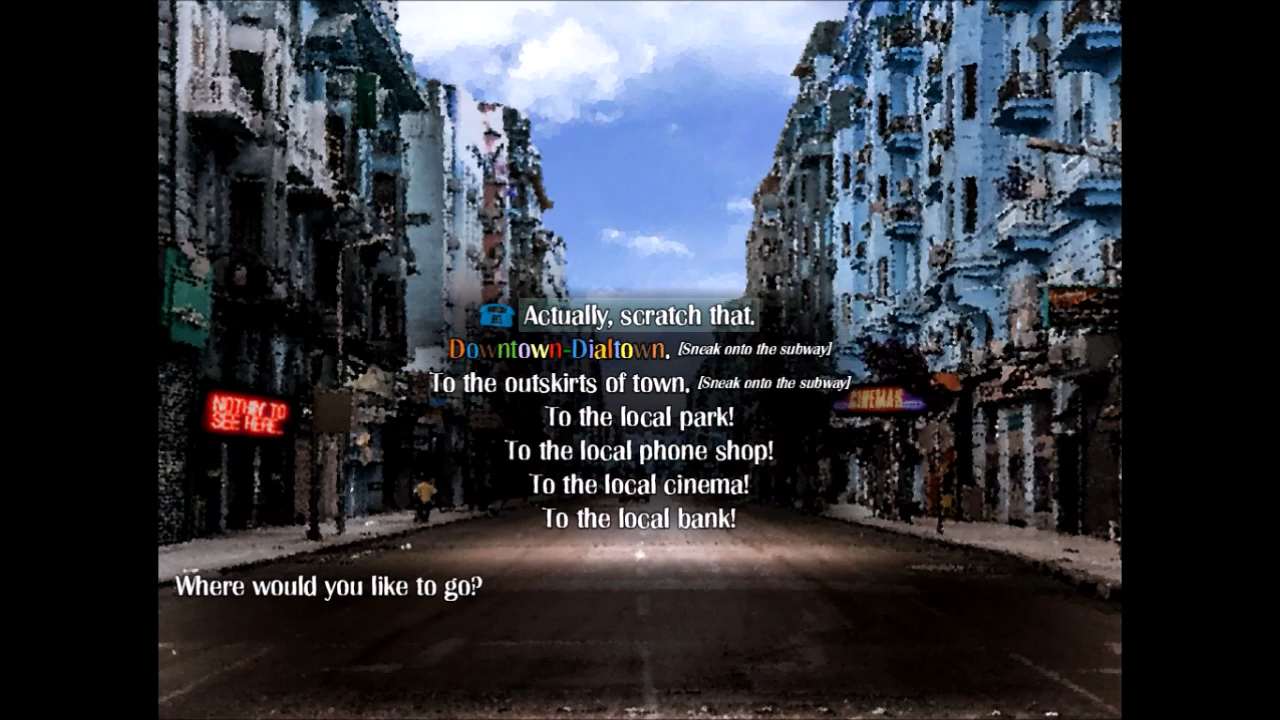 Actually, scratch that.
Downtown-Dialtown. [Sneak onto the subway]
To the outskirts of town. [Sneak onto the subway]
To the local park!
NOTHIN' TO
SEE HERE.
CINEMAS
To the local phone shop!
To the local cinema!
To the local bank!
Where would you like to go?